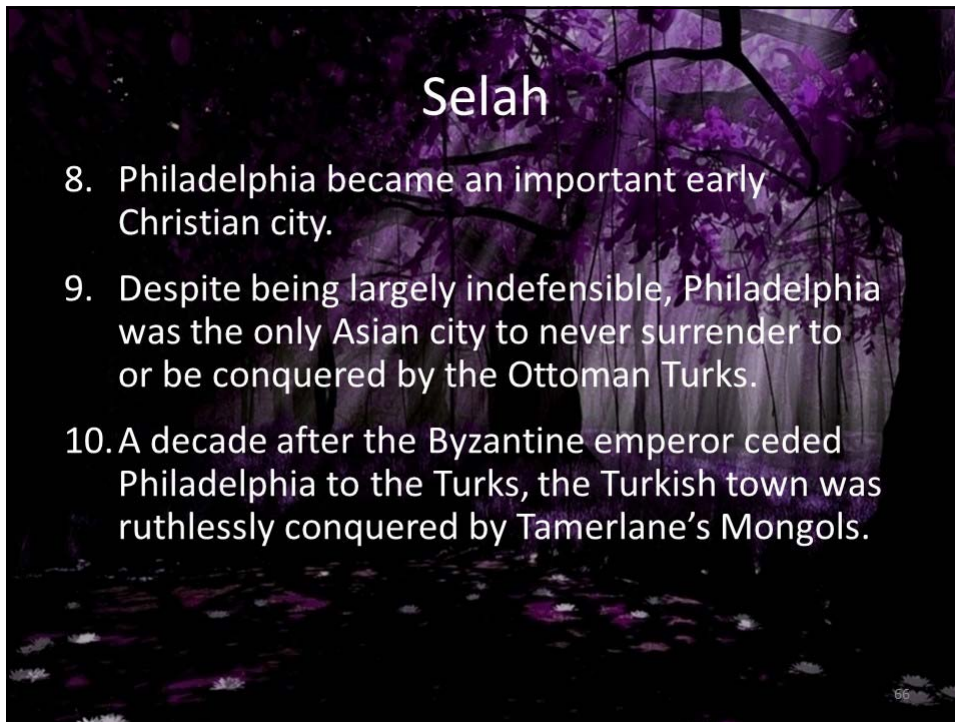 Selah
8. Philadelphia became an important early
Christian city.
9. Despite being largely indefensible, Philadelphia
was the only Asian city to never surrender to
or be conquered by the Ottoman Turks.
10. A decade after the Byzantine emperor ceded
Philadelphia to the Turks, the Turkish town was
ruthlessly conquered by Tamerlane’s Mongols.
66